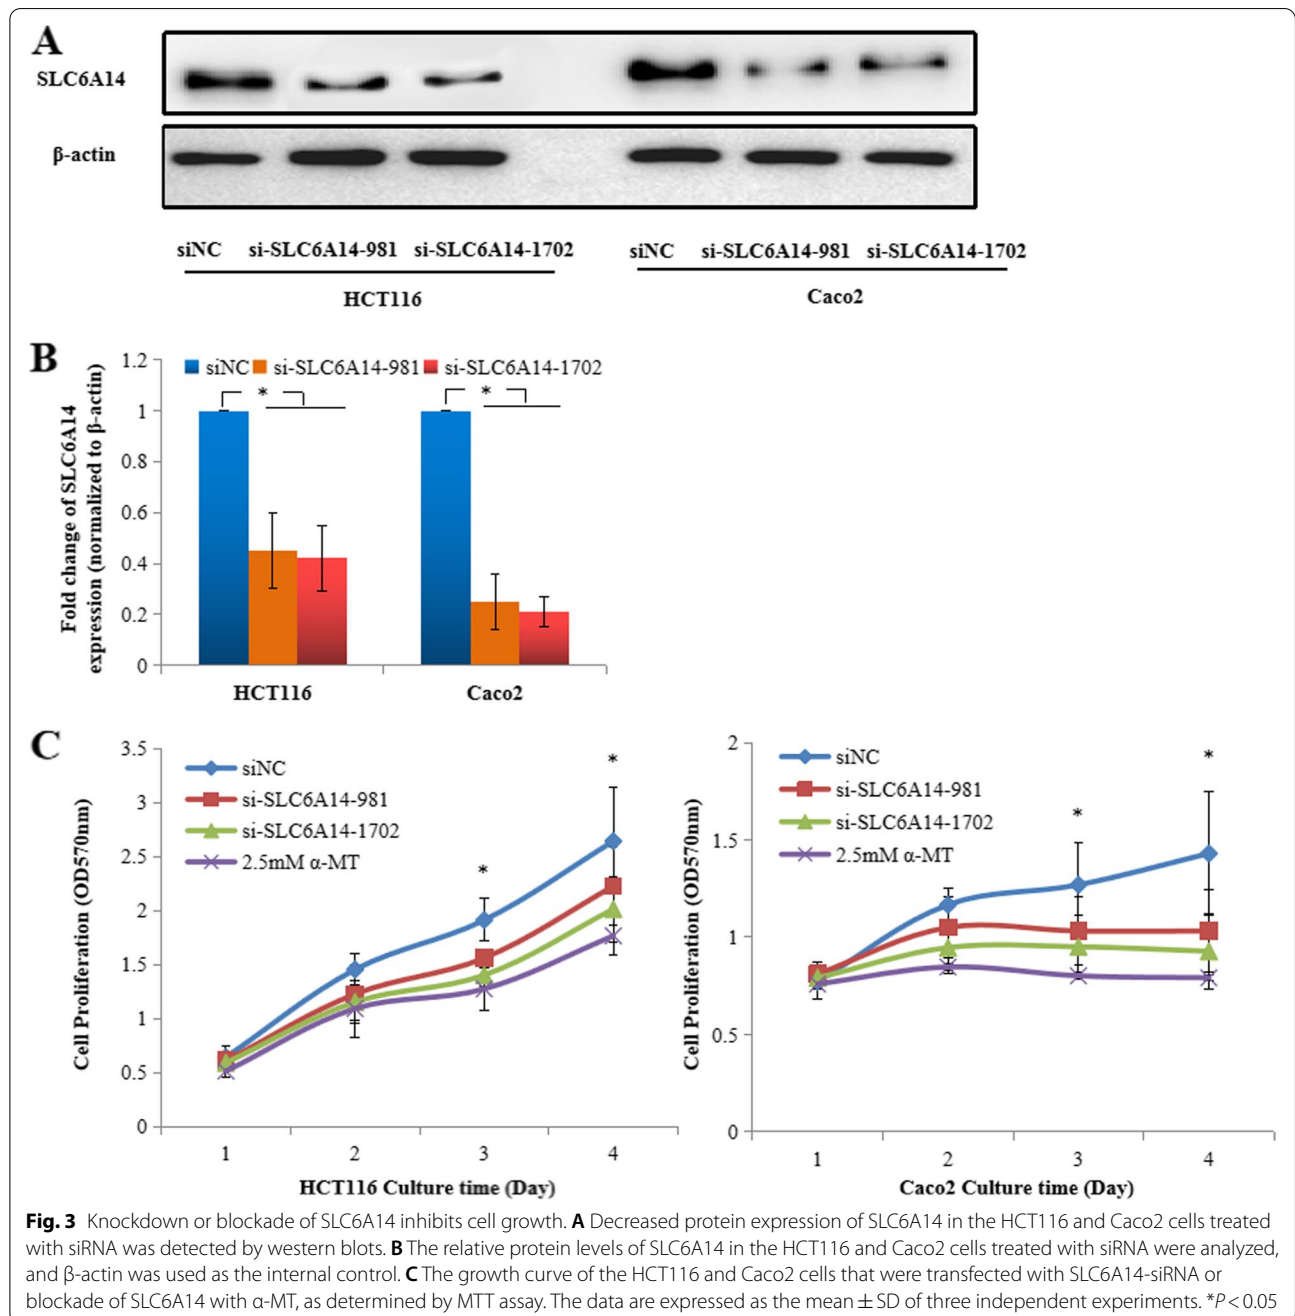 A
SLC6A14
β-actin
siNC si-SLC6A14-981 si-SLC6A14-1702 siNC si-SLC6A14-981 si-SLC6A14-1702
HCT116 Caco2
B
Fold change of SLC6A14
expression (normalized to β-actin)
1.2
1
0.8
0.6
0.4
0.2
0
siNC si-SLC6A14-981 si-SLC6A14-1702
* *
HCT116 Caco2
C
Cell Proliferation (OD570nm)
3.5
3
2.5
2
1.5
1
0.5
0
siNC
si-SLC6A14-981
si-SLC6A14-1702
2.5mM α-MT
*
*
1 2 3 4
HCT116 Culture time (Day)
Cell Proliferation (OD570nm)
2
1.5
1
0.5
0
siNC
si-SLC6A14-981
si-SLC6A14-1702
2.5mM α-MT
*
*
1 2 3 4
Caco2 Culture time (Day)
Fig. 3 Knockdown or blockade of SLC6A14 inhibits cell growth. A Decreased protein expression of SLC6A14 in the HCT116 and Caco2 cells treated
with siRNA was detected by western blots. B The relative protein levels of SLC6A14 in the HCT116 and Caco2 cells treated with siRNA were analyzed,
and β-actin was used as the internal control. C The growth curve of the HCT116 and Caco2 cells that were transfected with SLC6A14-siRNA or
blockade of SLC6A14 with α-MT, as determined by MTT assay. The data are expressed as the mean ± SD of three independent experiments. *P < 0.05